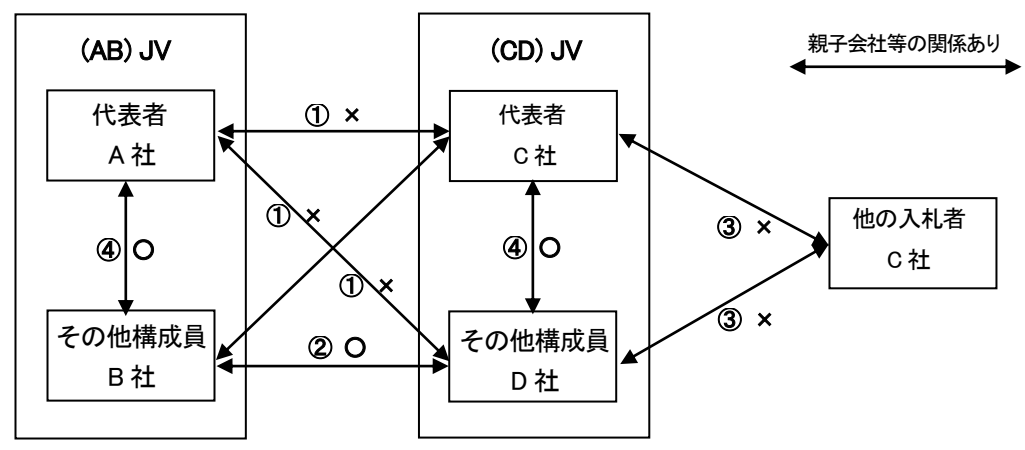 (AB) JV
(CD) JV
親子会社等の関係あり
代表者
A 社
① ×
代表者
C 社
① ×
④ ○
④ ○
③ ×
他の入札者
C 社
① ×
③ ×
その他構成員
B 社
② ○
その他構成員
D 社